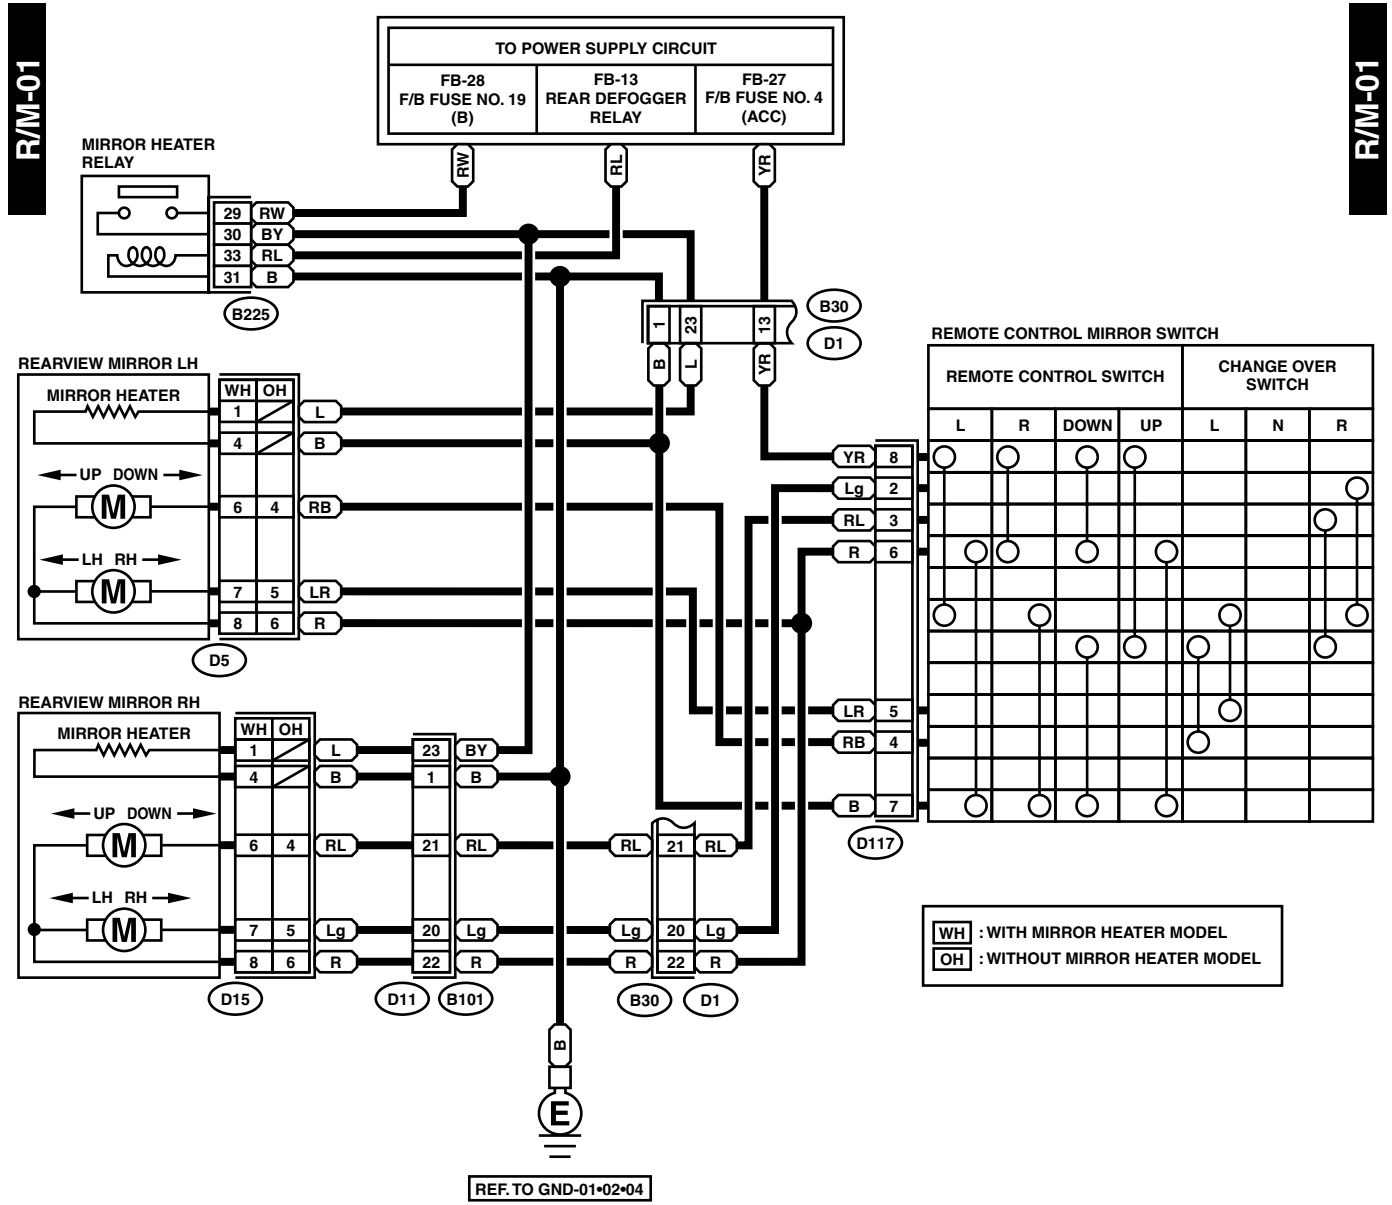 R/M-01
R/M-01
TO POWER SUPPLY CIRCUIT
FB-28
F/B FUSE NO. 19
(B)
FB-13
REAR DEFOGGER
RELAY
FB-27
F/B FUSE NO. 4
(ACC)
RW
RL
YR
MIRROR HEATER
RELAY
29 RW
30 BY
33 RL
31 B
B225
1 23 13
B L YR
B30
D1
REARVIEW MIRROR LH
MIRROR HEATER
WH OH
1 L
4 B
UP DOWN
M
6 4 RB
LH RH
M
7 5 LR
8 6 R
D5
REMOTE CONTROL MIRROR SWITCH
REMOTE CONTROL SWITCH
CHANGE OVER
SWITCH
L R DOWN UP L N R
YR 8
Lg 2
RL 3
R 6
LR 5
RB 4
B 7
D117
REARVIEW MIRROR RH
MIRROR HEATER
WH OH
1 L 23 BY
4 B 1 B
UP DOWN
M
6 4 RL 21 RL RL 21 RL
LH RH
M
7 5 Lg 20 Lg Lg 20 Lg
8 6 R 22 R R 22 R
D15
D11
B101
B30
D1
WH : WITH MIRROR HEATER MODEL
OH : WITHOUT MIRROR HEATER MODEL
B
E
REF. TO GND-01•02•04